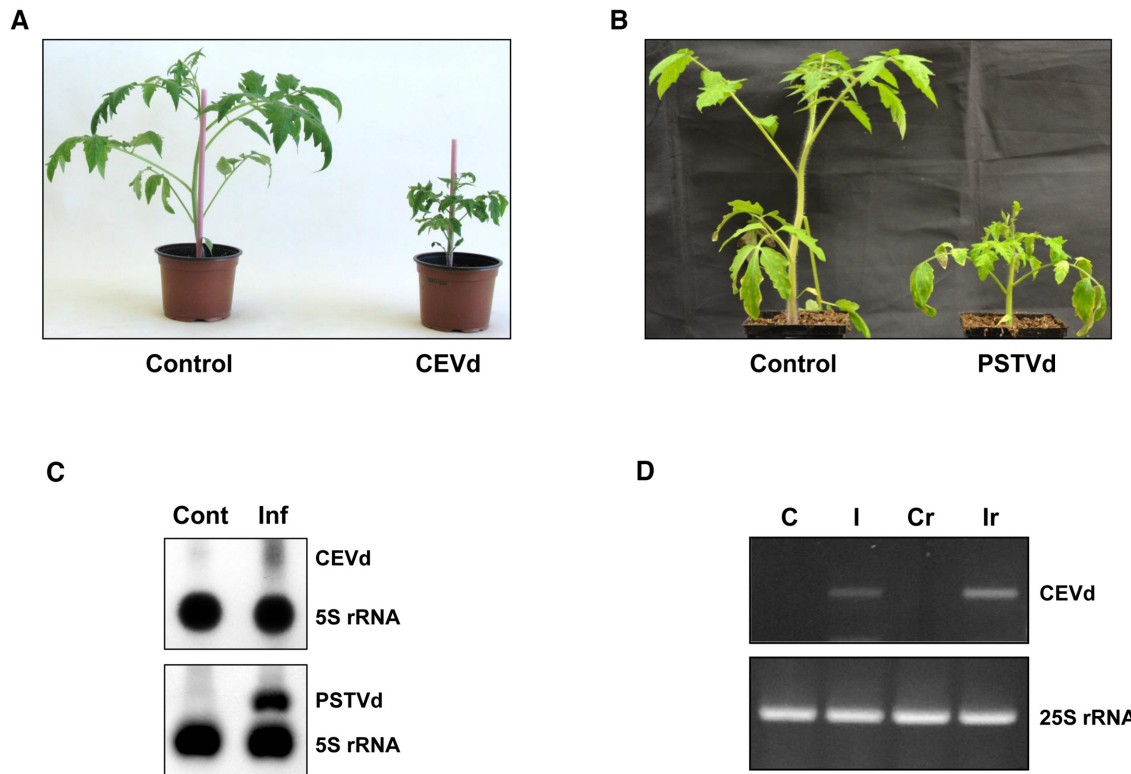 A
B
Control
CEVd
Control
PSTVd
C
D
Cont Inf
CEVd
5S rRNA
PSTVd
5S rRNA
C I Cr Ir
CEVd
25S rRNA